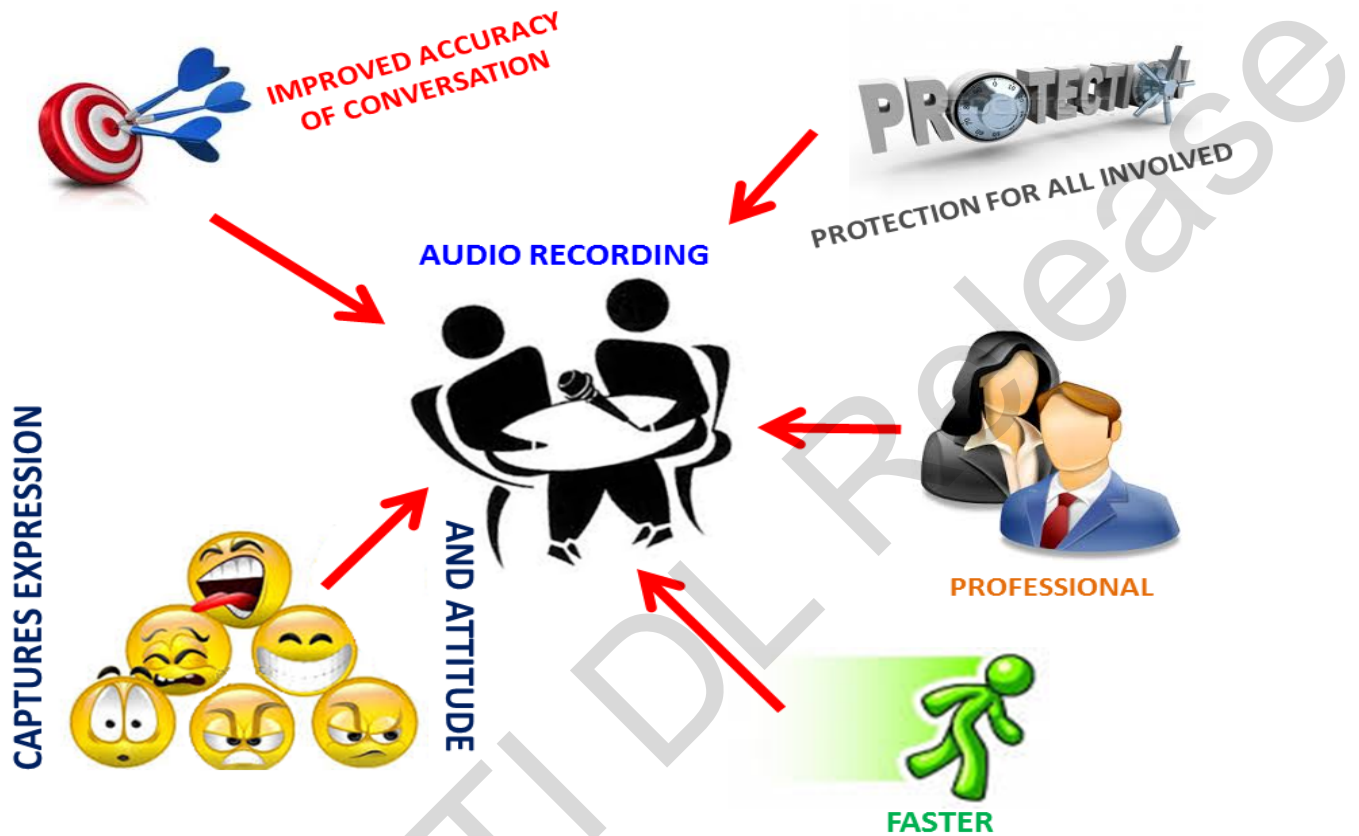 IMPROVED ACCURACY
OF CONVERSATION
PROTECTION
PROTECTION FOR ALL INVOLVED
AUDIO RECORDING
CAPTURES EXPRESSION
AND ATTITUDE
PROFESSIONAL
FASTER
TI DL Release